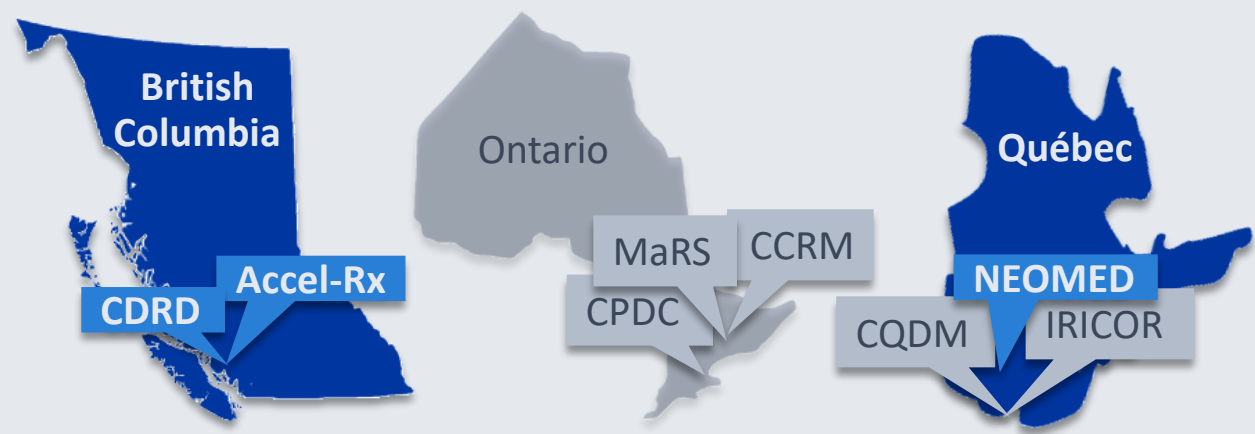 British
Columbia
Accel-Rx
CDRD
Ontario
MaRS
CCRM
CPDC
Québec
NEOMED
CQDM
IRICOR